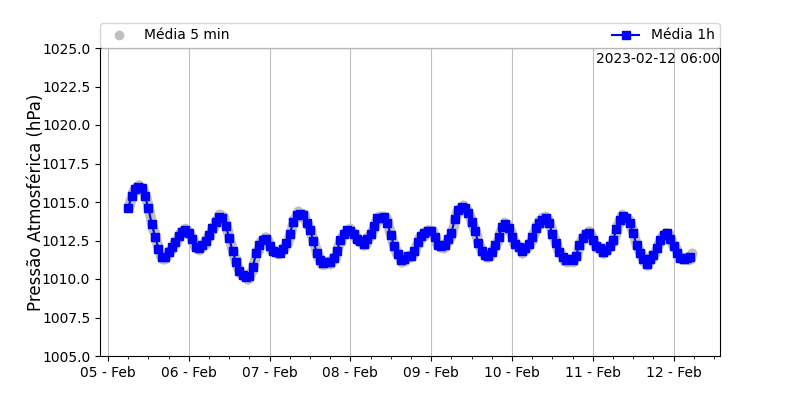 Média 5 min
Média 1h
2023-02-12 06:00
Pressão Atmosférica (hPa)
1025.0
1022.5
1020.0
1017.5
1015.0
1012.5
1010.0
1007.5
1005.0
05 - Feb
06 - Feb
07 - Feb
08 - Feb
09 - Feb
10 - Feb
11 - Feb
12 - Feb